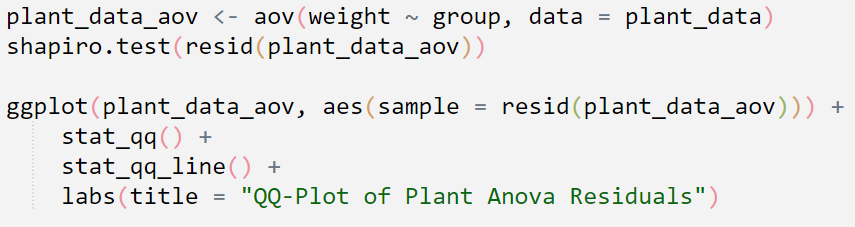 plant_data_aov <- aov(weight ~ group, data = plant_data)
shapiro.test(resid(plant_data_aov))
ggplot(plant_data_aov, aes(sample = resid(plant_data_aov))) +
stat_qq() +
stat_qq_line() +
labs(title = "QQ-Plot of Plant Anova Residuals")